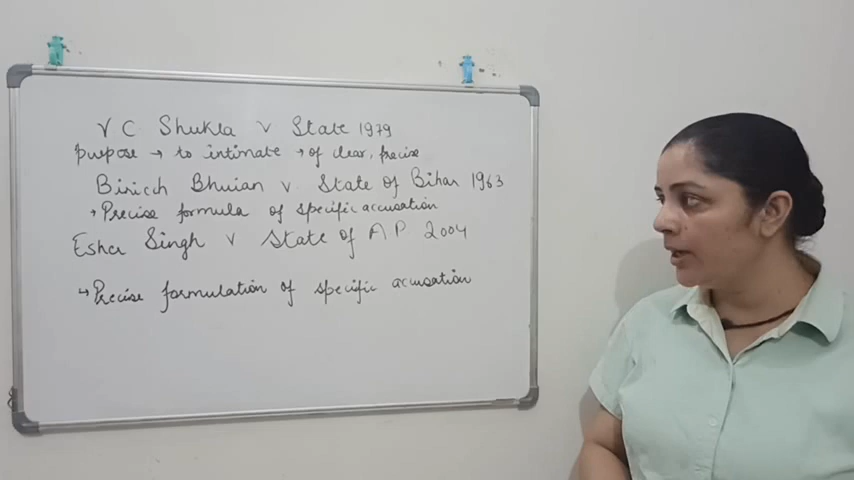 V C Shukla v State 1979
purpose → to intimate → of clear, precise
Biricch Bhuian v State of Bihar 1963
→ Precise formula of specific accusation
Esher Singh v State of A P 2004
↳ Precise formulation of specific accusation